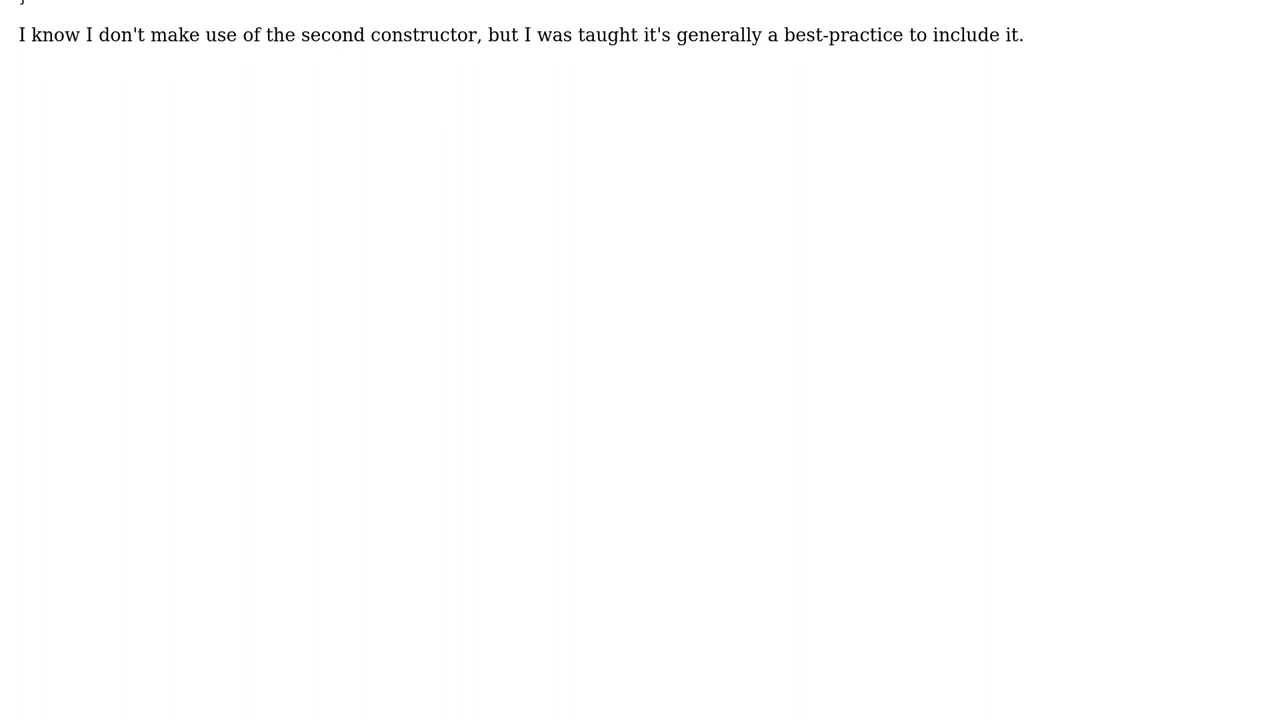 }
I know I don't make use of the second constructor, but I was taught it's generally a best-practice to include it.